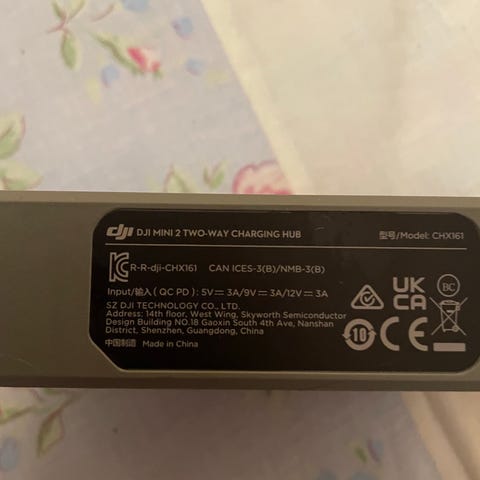 dji DJI MINI 2 TWO-WAY CHARGING HUB 型号/Model: CHX161
R-R-dji-CHX161 CAN ICES-3(B)/NMB-3(B)
Input/输入( QC PD) : 5V⎓3A/9V⎓3A/12V⎓3A
SZ DJI TECHNOLOGY CO., LTD.
Address: 14th floor, West Wing, Skyworth Semiconductor
Design Building NO.18 Gaoxin South 4th Ave, Nanshan
District, Shenzhen, Guangdong, China
中国制造 Made in China
UK
CA
BC
10
CE